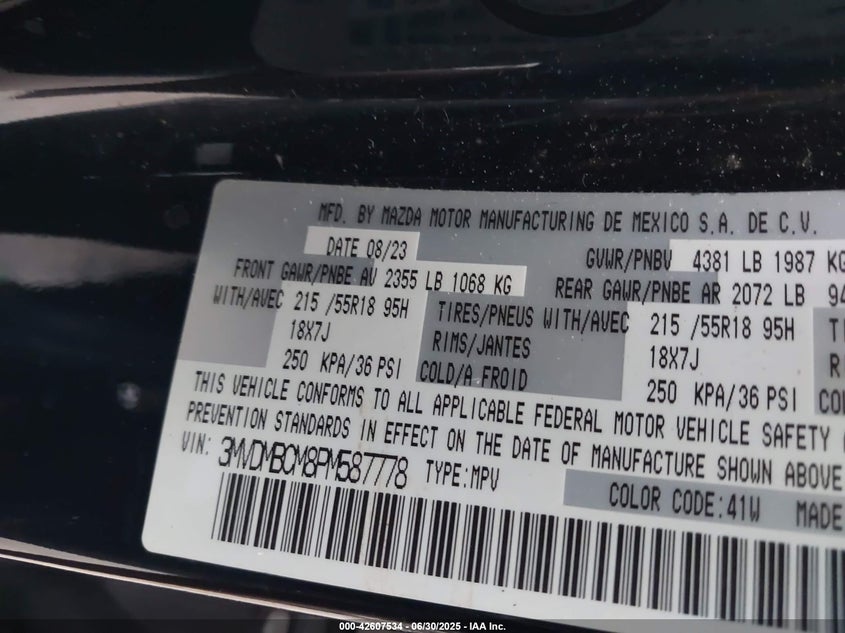 MFD. BY MAZDA MOTOR MANUFACTURING DE MEXICO S.A. DE C.V.
DATE 08/23 GVWR/PNBV 4381 LB 1987 KG
FRONT GAWR/PNBE AV 2355 LB 1068 KG REAR GAWR/PNBE AR 2072 LB 94
WITH/AVEC 215 /55R18 95H TIRES/PNEUS WITH/AVEC 215 /55R18 95H
18X7J RIMS/JANTES 18X7J
250 KPA/36 PSI COLD/A FROID 250 KPA/36 PSI
THIS VEHICLE CONFORMS TO ALL APPLICABLE FEDERAL MOTOR VEHICLE SAFETY
PREVENTION STANDARDS IN EFFECT ON THE DATE OF MANUFACTURE SHOWN ABOVE
VIN: 3MVDMBCM8PM587778 TYPE:MPV
COLOR CODE:41W MADE
000-42607534 - 06/30/2025 - IAA Inc.